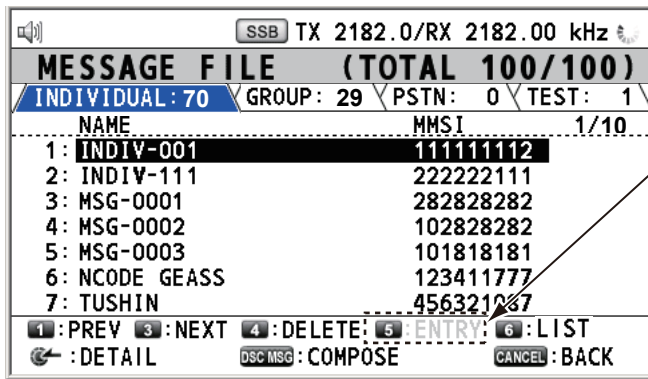 SSB TX 2182.0/RX 2182.00 kHz
MESSAGE FILE (TOTAL 100/100)
INDIVIDUAL: 70 GROUP: 29 PSTN: 0 TEST: 1
NAME MMSI 1/10
1: INDIV-001 111111112
2: INDIV-111 222222111
3: MSG-0001 282828282
4: MSG-0002 102828282
5: MSG-0003 101818181
6: NCODE GEASS 123411777
7: TUSHIN 456321987
1 :PREV 3 :NEXT 4 :DELETE 5 :ENTRY 6 :LIST
:DETAIL DSC MSG :COMPOSE CANCEL :BACK